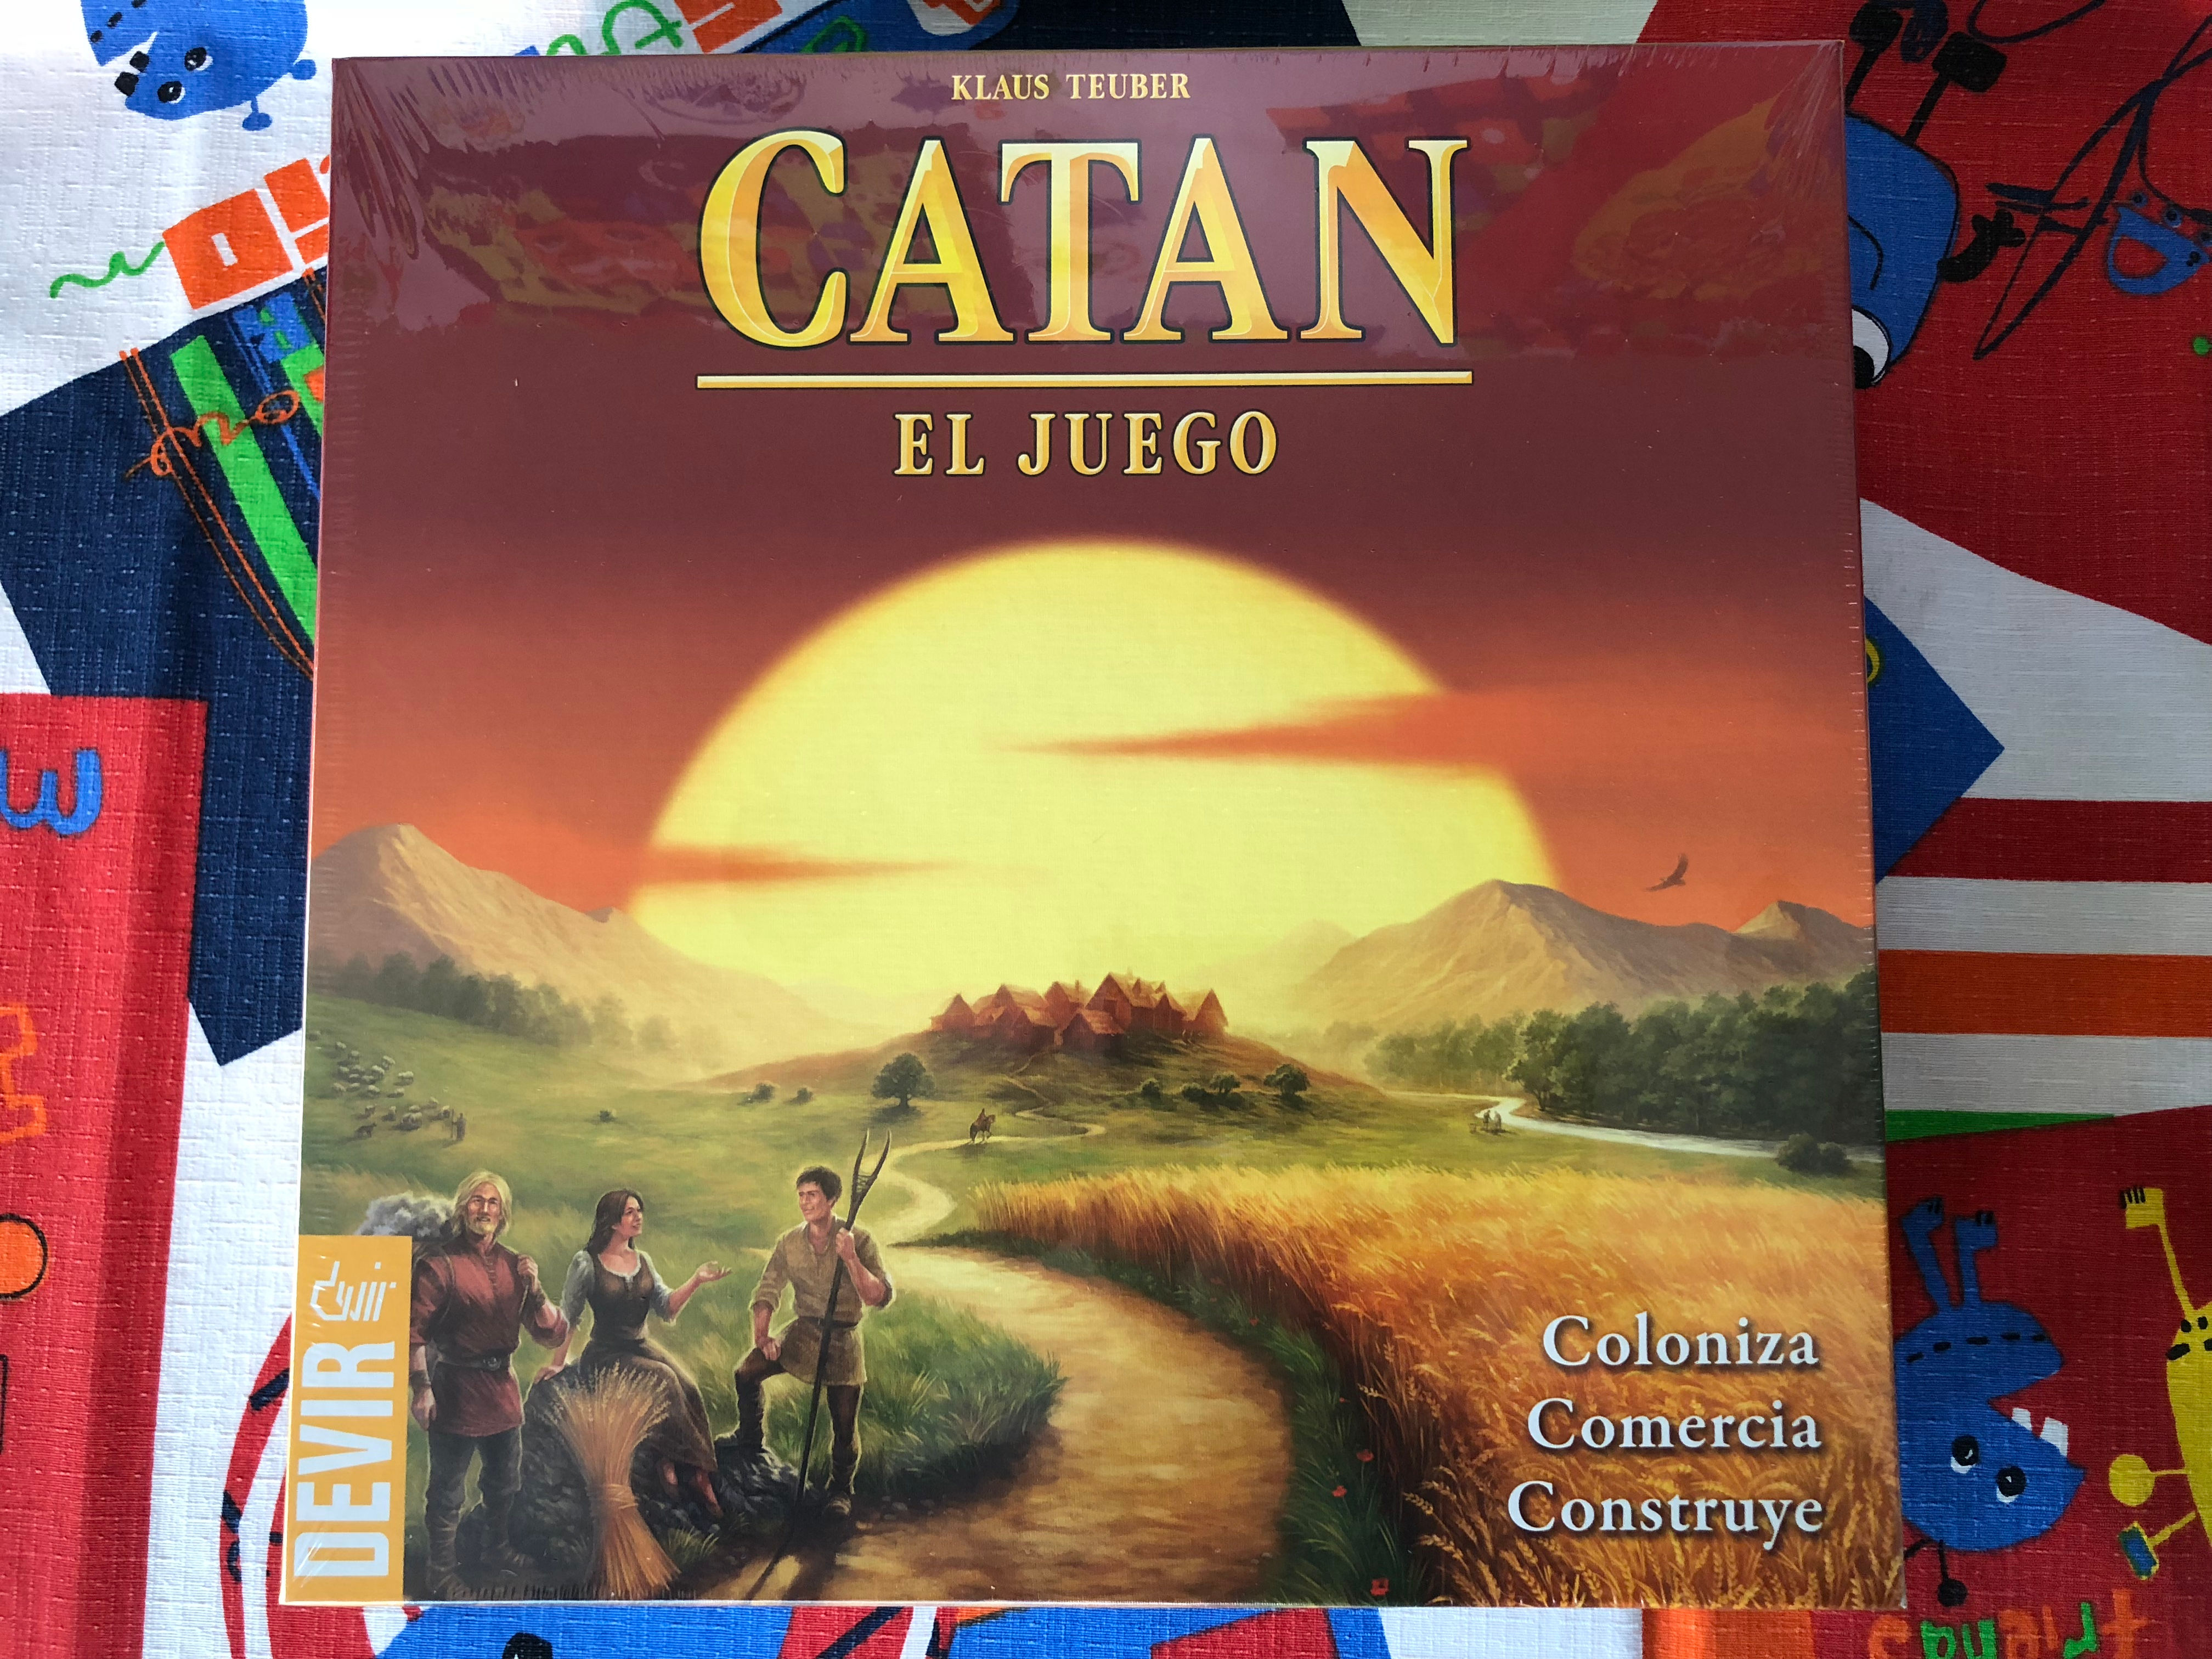 KLAUS TEUBER
CATAN
EL JUEGO
Coloniza
Comercia
Construye
DEVIR